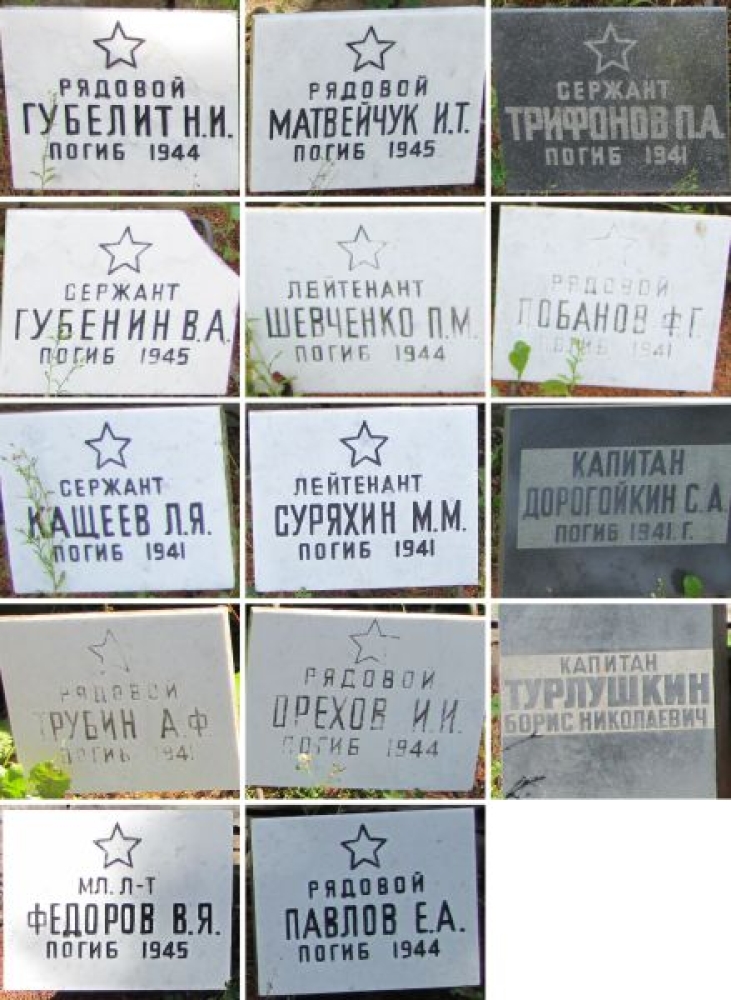 РЯДОВОЙ
ГУБЕЛИТ Н.И.
ПОГИБ 1944
РЯДОВОЙ
МАТВЕЙЧУК И.Т.
ПОГИБ 1945
СЕРЖАНТ
ТРИФОНОВ П.А.
ПОГИБ 1941
СЕРЖАНТ
ГУБЕНИН В.А.
ПОГИБ 1945
ЛЕЙТЕНАНТ
ШЕВЧЕНКО П.М.
ПОГИБ 1944
РЯДОВОЙ
ЛОБАНОВ Ф.Г.
ПОГИБ 1941
СЕРЖАНТ
КАЩЕЕВ Л.Я.
ПОГИБ 1941
ЛЕЙТЕНАНТ
СУРЯХИН М.М.
ПОГИБ 1941
КАПИТАН
ДОРОГОЙКИН С.А.
ПОГИБ 1941 Г.
РЯДОВОЙ
ТРУБИН А.Ф.
ПОГИБ 1941
РЯДОВОЙ
ОРЕХОВ И.И.
ПОГИБ 1944
КАПИТАН
ТУРЛУШКИН
БОРИС НИКОЛАЕВИЧ
МЛ. Л-Т
ФЕДОРОВ В.Я.
ПОГИБ 1945
РЯДОВОЙ
ПАВЛОВ Е.А.
ПОГИБ 1944